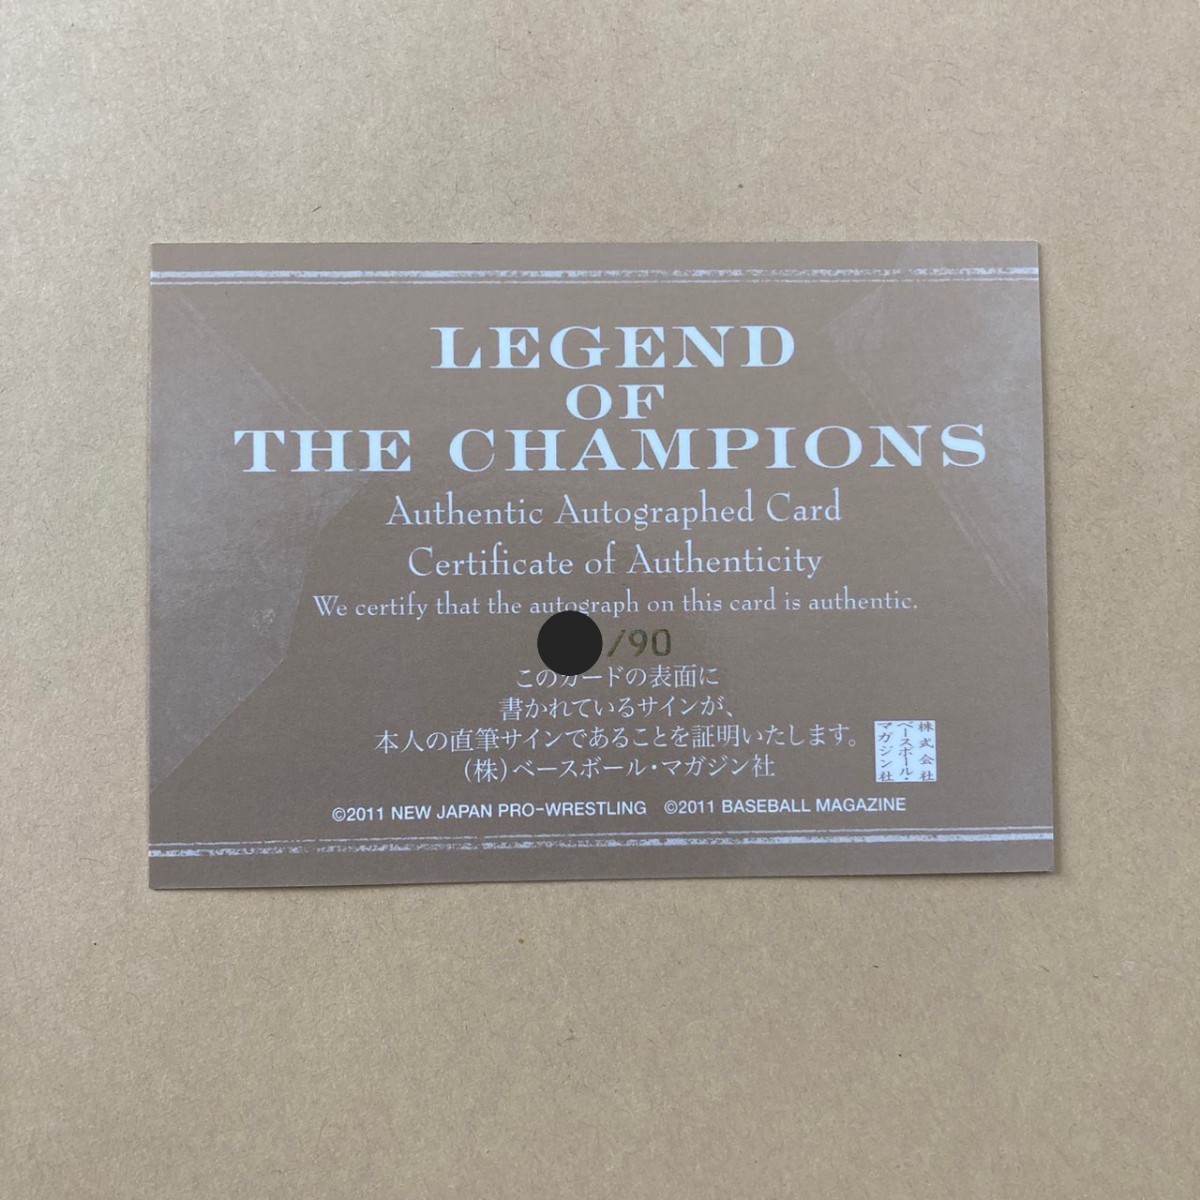 LEGEND
OF
THE CHAMPIONS
Authentic Autographed Card
Certificate of Authenticity
We certify that the autograph on this card is authentic.
/90
このカードの表面に
書かれているサインが、
本人の直筆サインであることを証明いたします。
(株)ベースボール・マガジン社
株式会社
ベースボール・
マガジン社
©2011 NEW JAPAN PRO-WRESTLING ©2011 BASEBALL MAGAZINE